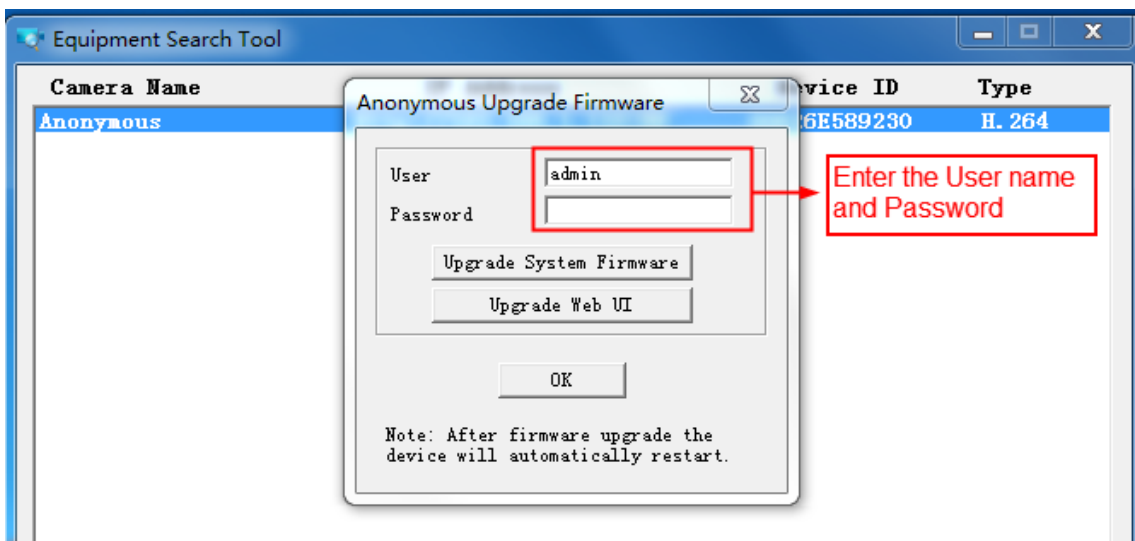 Equipment Search Tool
Camera Name Device ID Type
Anonymous 6E589230 H.264
Anonymous Upgrade Firmware
User admin
Password
Enter the User name
and Password
Upgrade System Firmware
Upgrade Web UI
OK
Note: After firmware upgrade the
device will automatically restart.